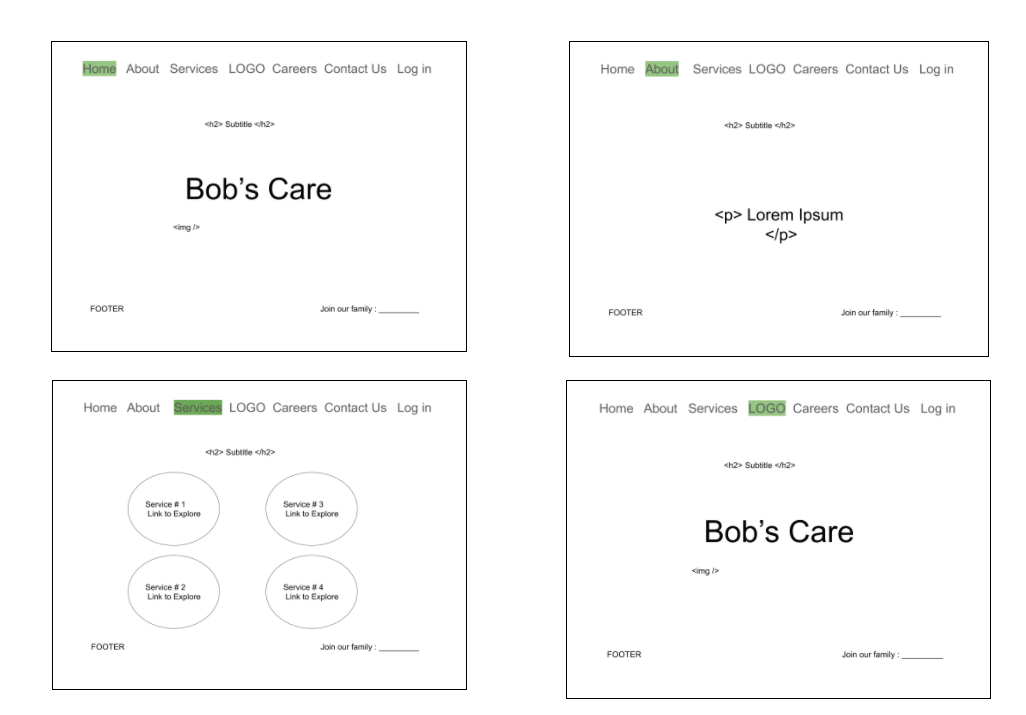 Home About Services LOGO Careers Contact Us Log in
<h2> Subtitle </h2>
Bob's Care
<img />
FOOTER Join our family : ________
Home About Services LOGO Careers Contact Us Log in
<h2> Subtitle </h2>
<p> Lorem Ipsum
</p>
FOOTER Join our family : ________
Home About Services LOGO Careers Contact Us Log in
<h2> Subtitle </h2>
Service # 1
Link to Explore
Service # 3
Link to Explore
Service # 2
Link to Explore
Service # 4
Link to Explore
FOOTER Join our family : ________
Home About Services LOGO Careers Contact Us Log in
<h2> Subtitle </h2>
Bob's Care
<img />
FOOTER Join our family : ________